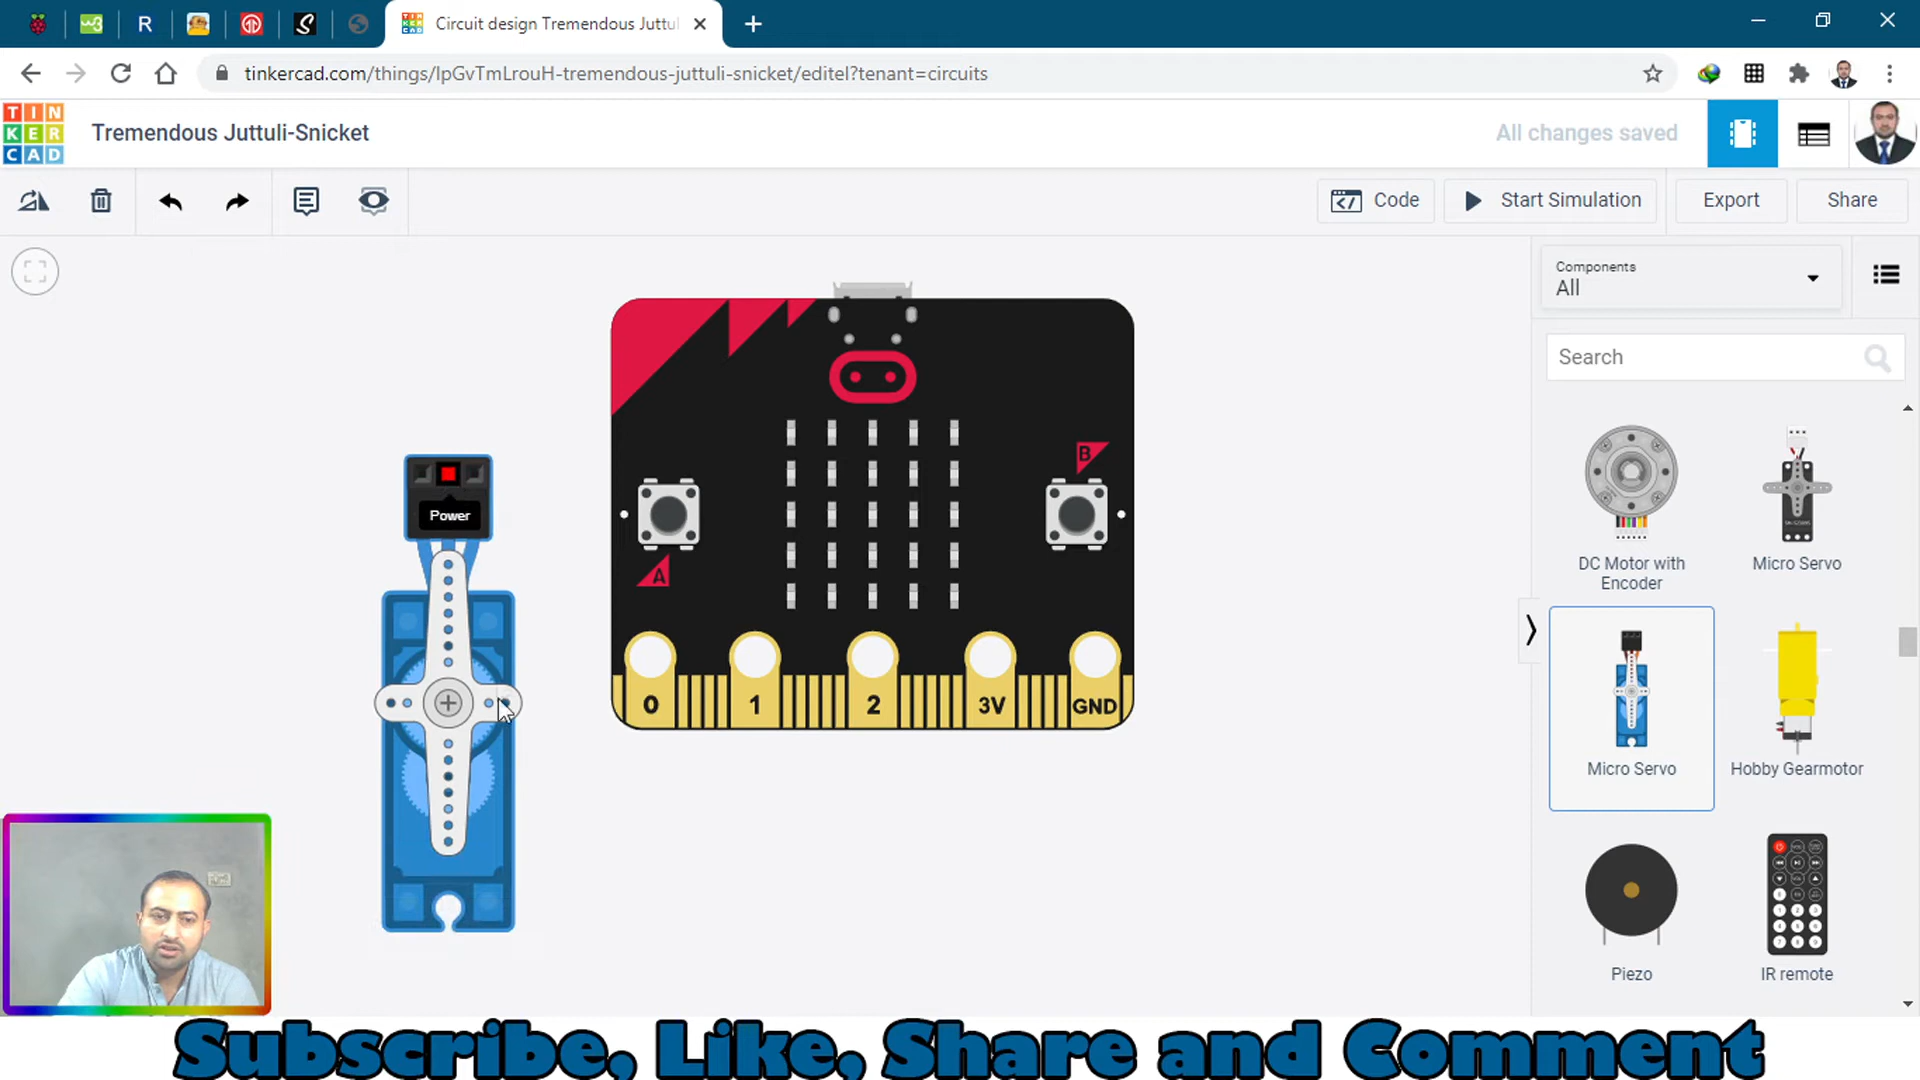 Circuit design Tremendous Juttul
tinkercad.com/things/lpGvTmLrouH-tremendous-juttuli-snicket/editel?tenant=circuits
TIN
KER
CAD
Tremendous Juttuli-Snicket
All changes saved
Code
Start Simulation
Export
Share
Components
All
Search
Power
A
B
0
1
2
3V
GND
DC Motor with
Encoder
Micro Servo
Micro Servo
Hobby Gearmotor
Piezo
IR remote
Subscribe, Like, Share and Comment